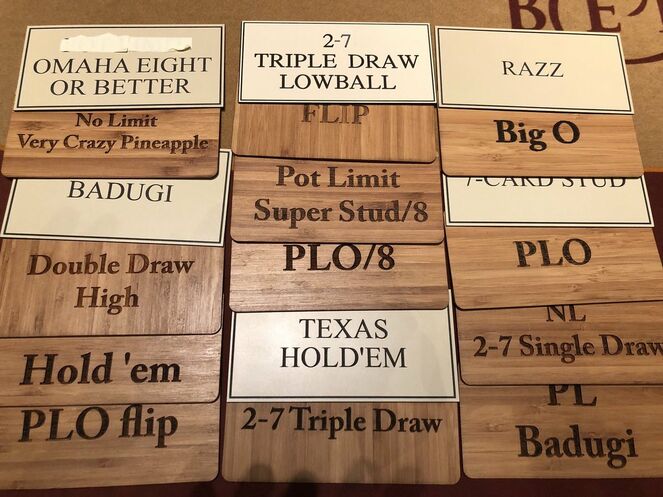 OMAHA EIGHT
OR BETTER
No Limit
Very Crazy Pineapple
BADUGI
Double Draw
High
Hold 'em
PLO flip
2-7
TRIPLE DRAW
LOWBALL
FLIP
Pot Limit
Super Stud/8
PLO/8
TEXAS
HOLD'EM
2-7 Triple Draw
RAZZ
Big O
7-CARD STUD
PLO
NL
2-7 Single Draw
PL
Badugi